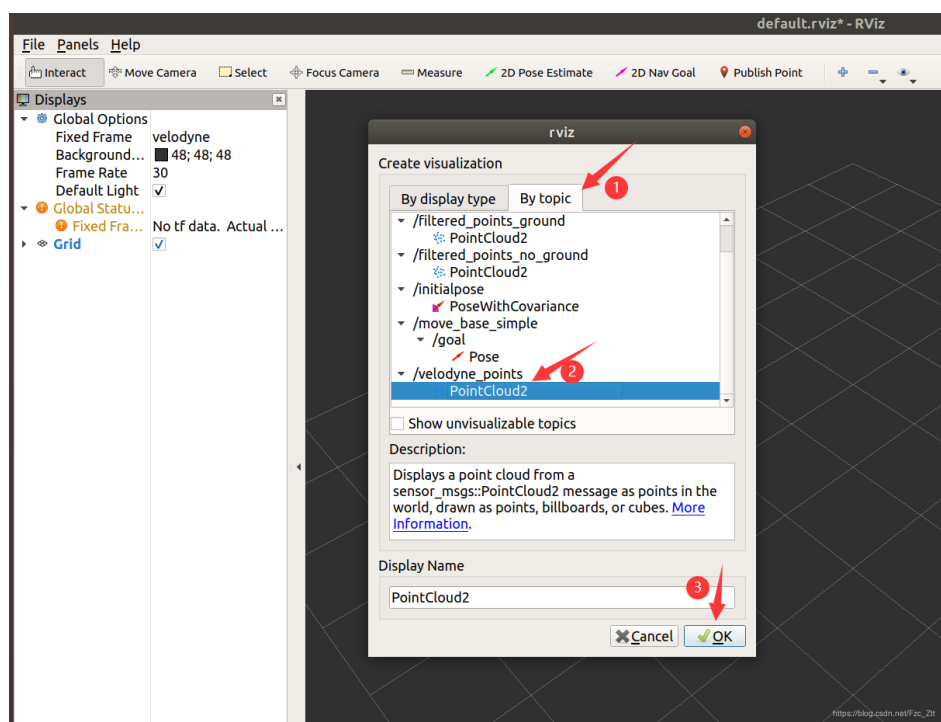 default.rviz* - RViz
File Panels Help
Interact Move Camera Select Focus Camera Measure 2D Pose Estimate 2D Nav Goal Publish Point
Displays
Global Options
Fixed Frame velodyne
Background... 48; 48; 48
Frame Rate 30
Default Light
Global Statu...
Fixed Fra... No tf data. Actual ...
Grid
rviz
Create visualization
By display type By topic
1
/filtered_points_ground
PointCloud2
/filtered_points_no_ground
PointCloud2
/initialpose
PoseWithCovariance
/move_base_simple
/goal
Pose
2
/velodyne_points
PointCloud2
Show unvisualizable topics
Description:
Displays a point cloud from a
sensor_msgs::PointCloud2 message as points in the
world, drawn as points, billboards, or cubes. More
Information.
Display Name
3
PointCloud2
Cancel OK
https://blog.csdn.net/Fzc_Ztt